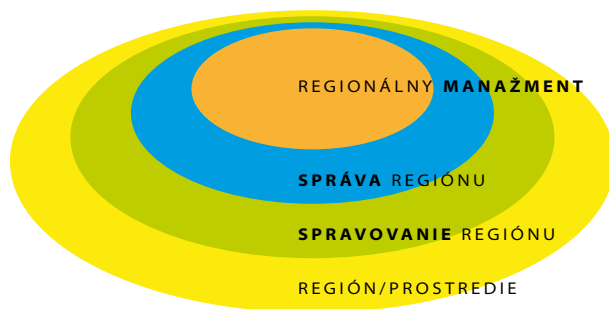 REGIONÁLNY MANAŽMENT
SPRÁVA REGIÓNU
SPRAVOVANIE REGIÓNU
REGIÓN/PROSTREDIE